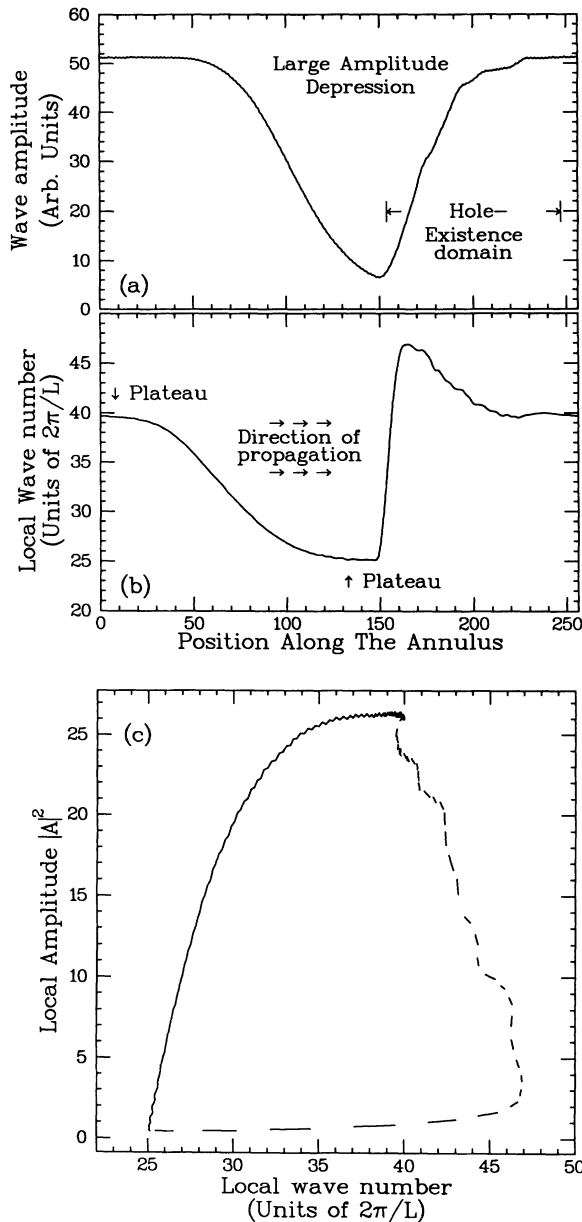 60
50
40
30
20
10
0
Wave amplitude
(Arb. Units)
Large Amplitude
Depression
Hole-
Existence
domain
(a)
45
40
35
30
25
20
Local Wave number
(Units of 2π/L)
↓ Plateau
→ → →
Direction of
propagation
→ → →
(b)
↑ Plateau
0 50 100 150 200 250
Position Along The Annulus
(c)
25
20
15
10
5
0
Local Amplitude |A|²
25 30 35 40 45 50
Local wave number
(Units of 2π/L)